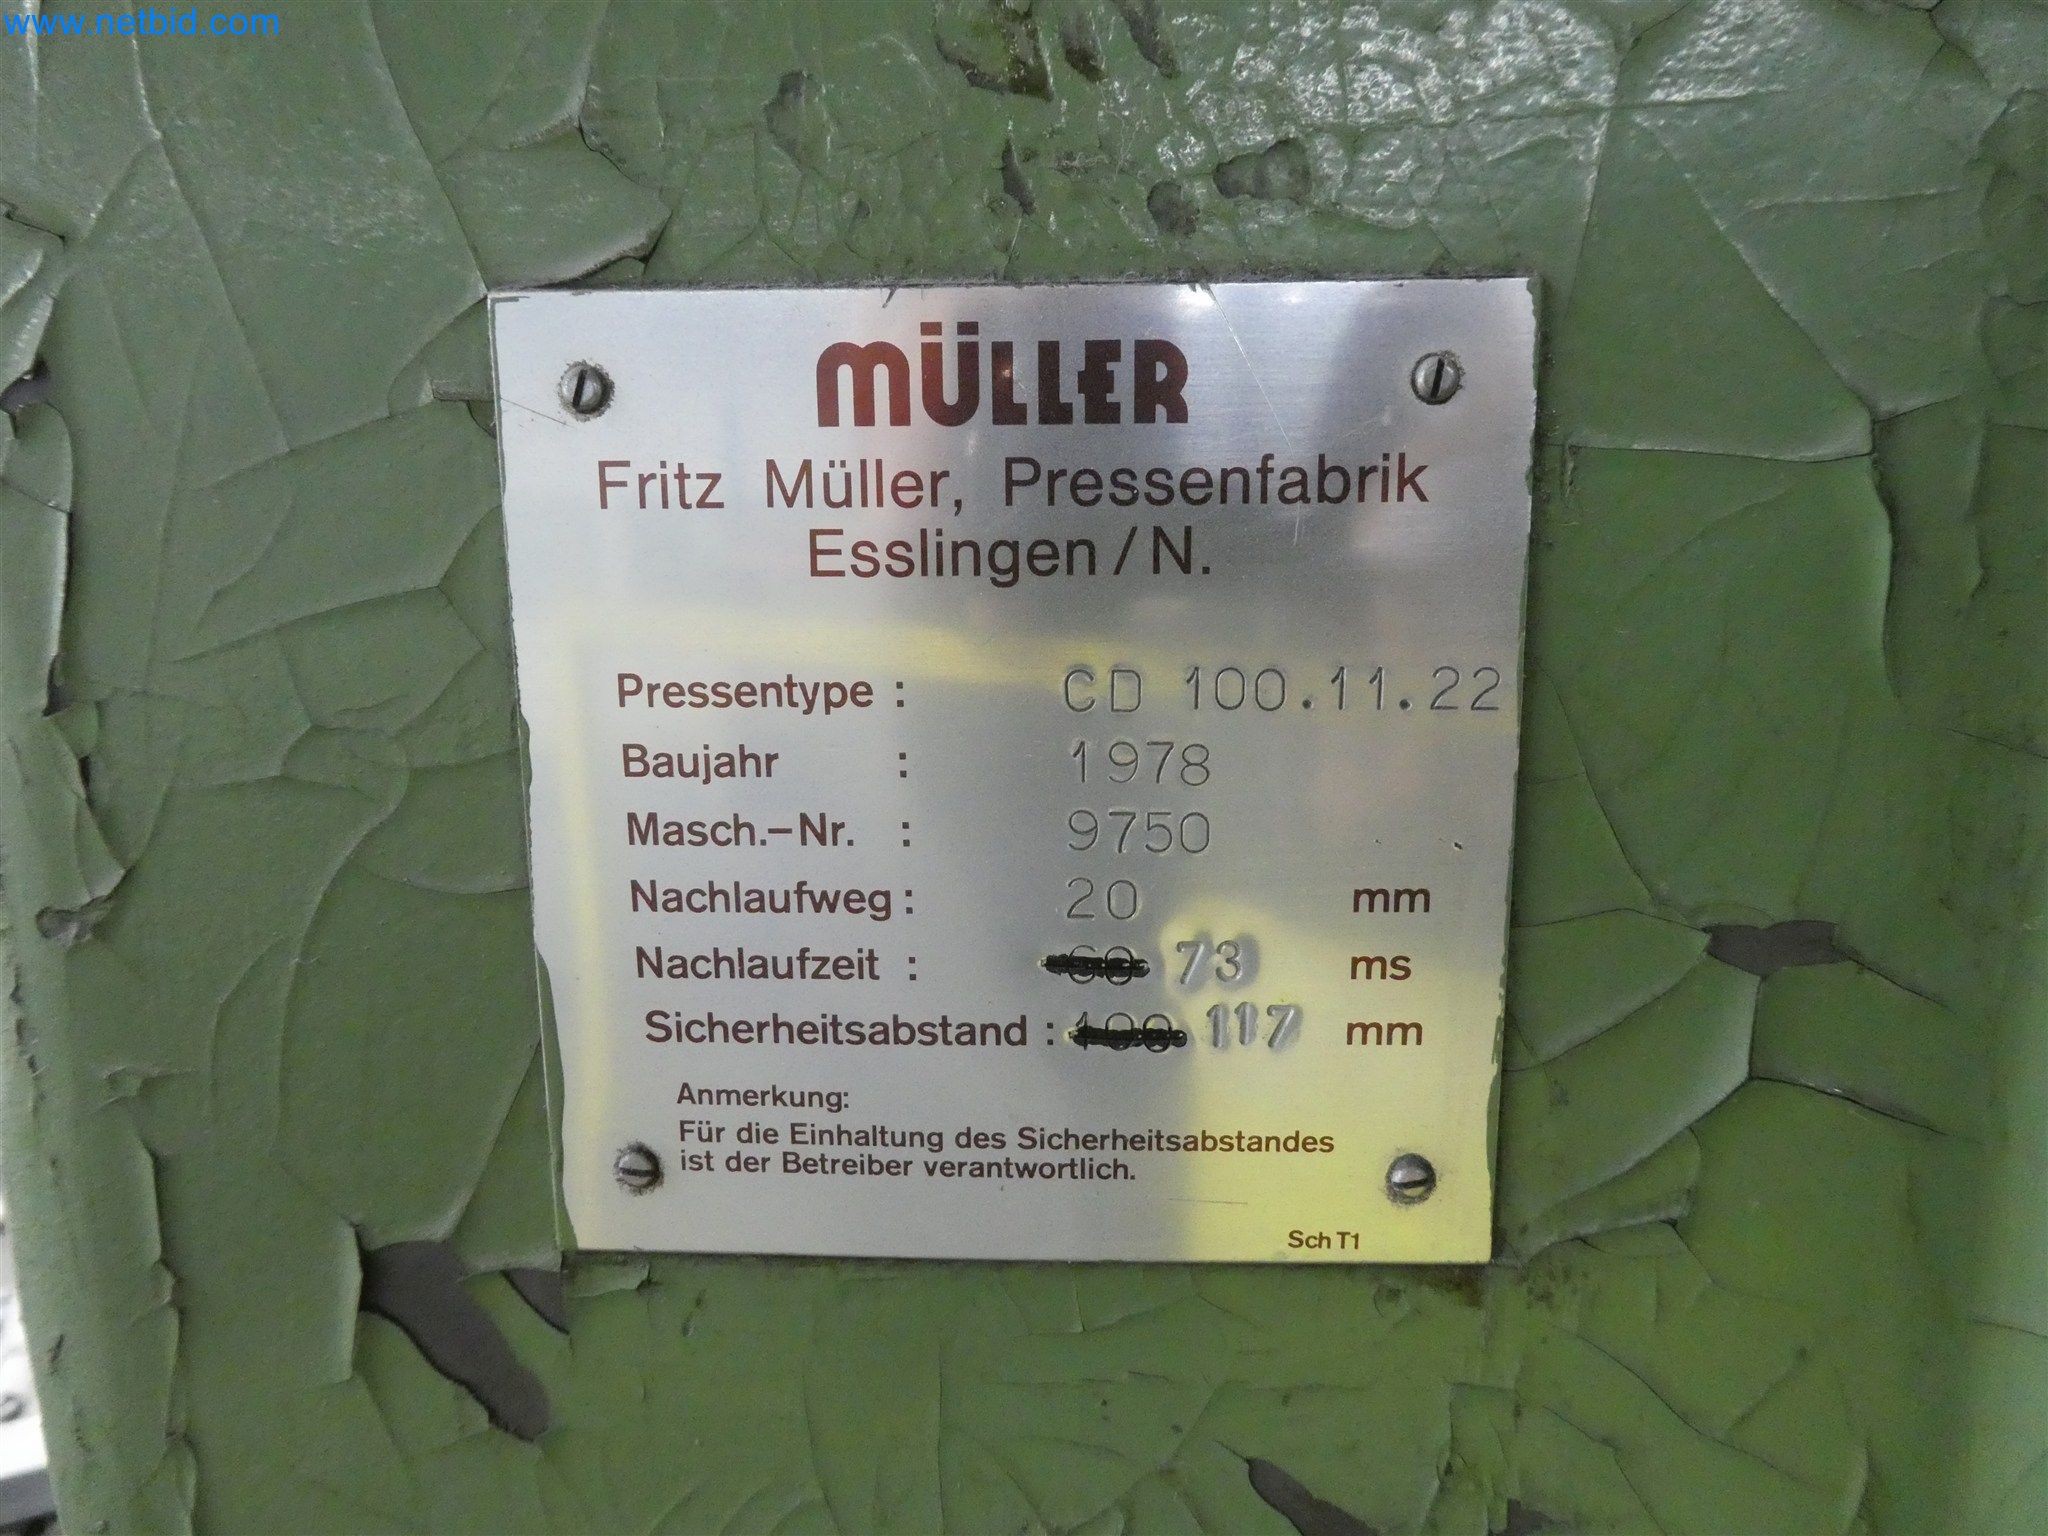 www.netbid.com
MÜLLER
Fritz Müller, Pressenfabrik
Esslingen/N.
Pressentype : CD 100.11.22
Baujahr : 1978
Masch.-Nr. : 9750
Nachlaufweg : 20 mm
Nachlaufzeit : 73 ms
Sicherheitsabstand : 100 117 mm
Anmerkung:
Für die Einhaltung des Sicherheitsabstandes
ist der Betreiber verantwortlich.
Sch T1